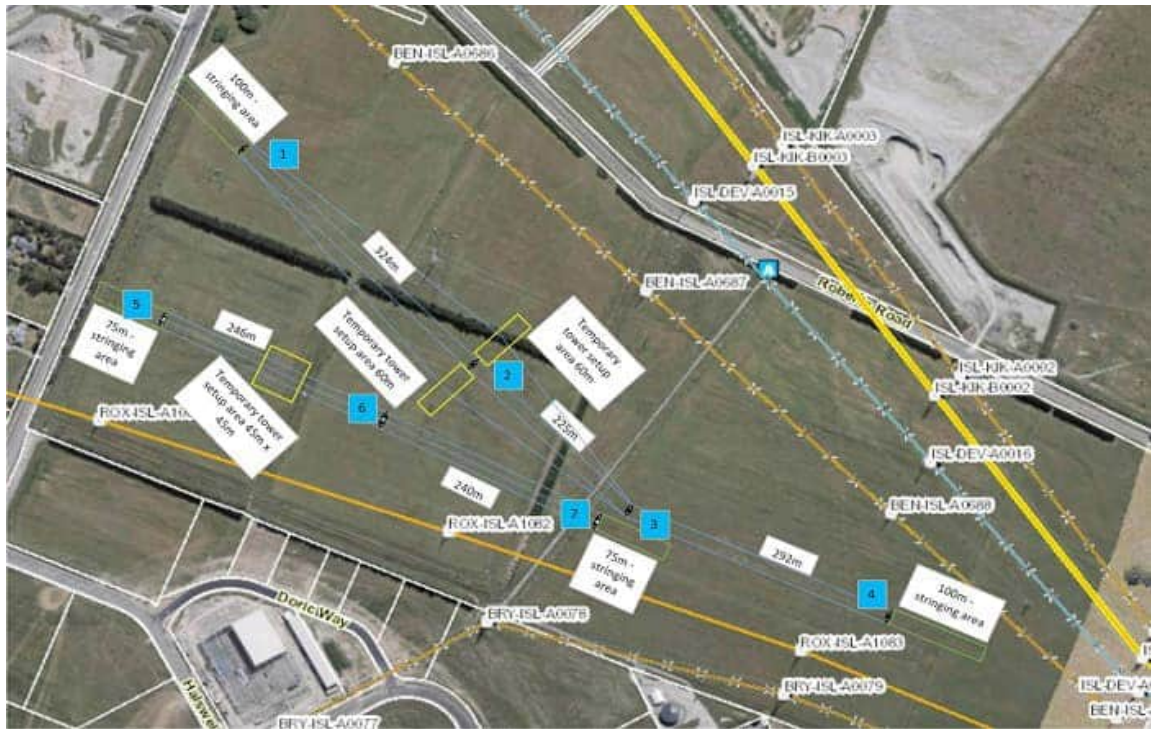 BEN-ISL-A0686
100m -
stringing area
1
ISL-KIK-A0003
ISL-KIK-B0003
ISL-DEV-A0015
324m
A
BEN-ISL-A0687
Road
5
75m -
stringing
area
246m
Temporary tower
setup area 60m
Temporary
tower setup
area 60m
2
ISL-KIK-A0002
ISL-KIK-B0002
Temporary tower
setup area 45m x
45m
6
225m
ISL-DEV-A0016
240m
7
3
BEN-ISL-A0688
ROX-ISL-A1082
75m -
stringing
area
292m
4
100m -
stringing area
Doric Way
BRY-ISL-A0078
ROX-ISL-A1083
BRY-ISL-A0079
BRY-ISL-A0077